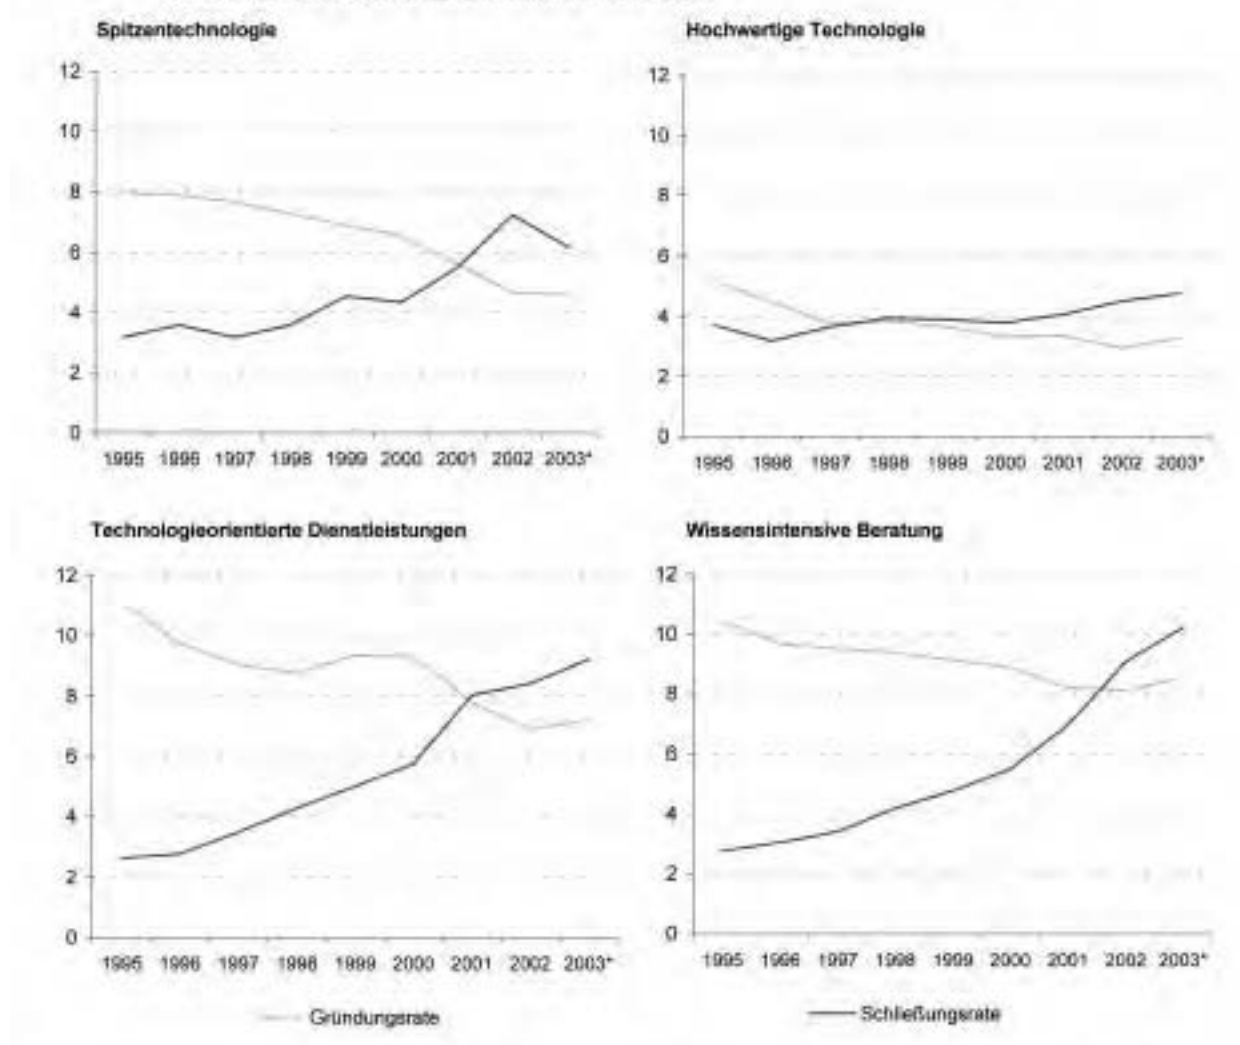 Spitzentechnologie
12
10
8
6
4
2
0
1995 1996 1997 1998 1999 2000 2001 2002 2003*
Hochwertige Technologie
12
10
8
6
4
2
0
1995 1996 1997 1998 1999 2000 2001 2002 2003*
Technologieorientierte Dienstleistungen
12
10
8
6
4
2
0
1995 1996 1997 1998 1999 2000 2001 2002 2003*
Wissensintensive Beratung
12
10
8
6
4
2
0
1995 1996 1997 1998 1999 2000 2001 2002 2003*
Gründungsrate
Schließungsrate